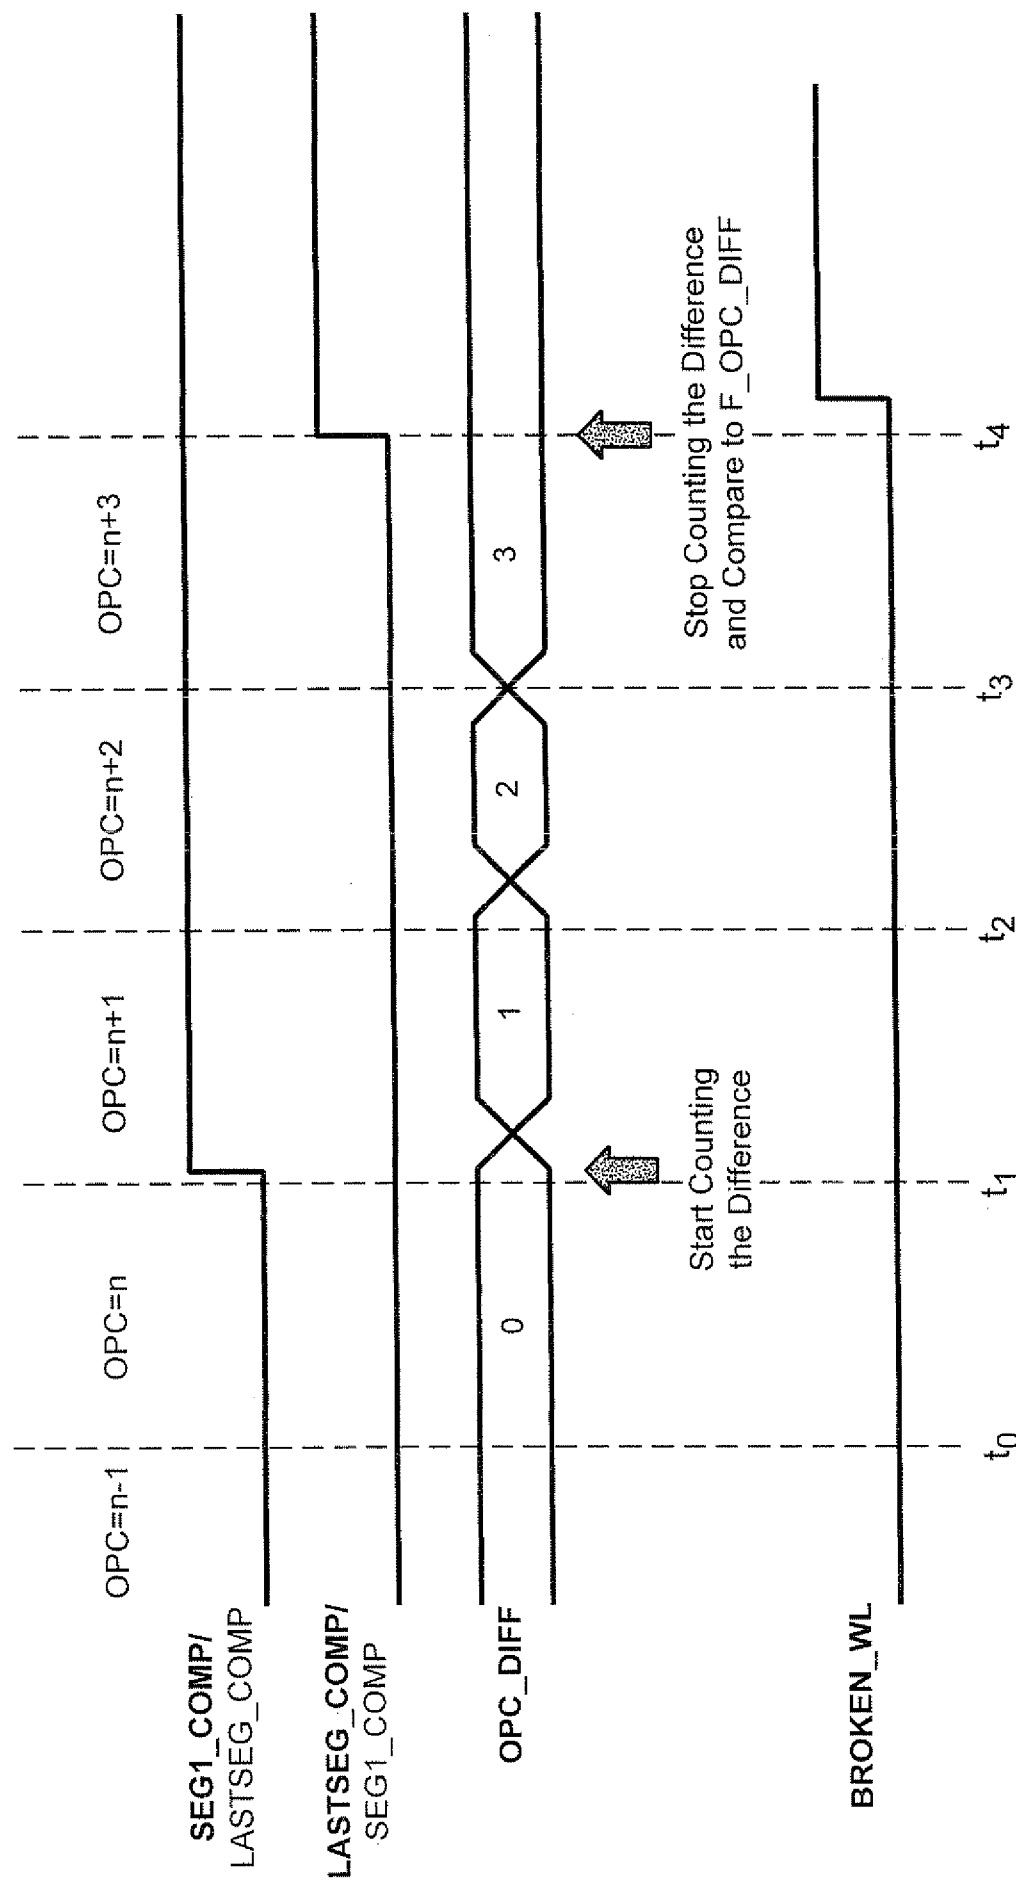 OPC=n-1
OPC=n
OPC=n+1
OPC=n+2
OPC=n+3
SEG1_COMP/
LASTSEG_COMP
LASTSEG_COMP/
SEG1_COMP
OPC_DIFF
0
1
2
3
Start Counting
the Difference
Stop Counting the Difference
and Compare to F_OPC_DIFF
BROKEN_WL
t0
t1
t2
t3
t4